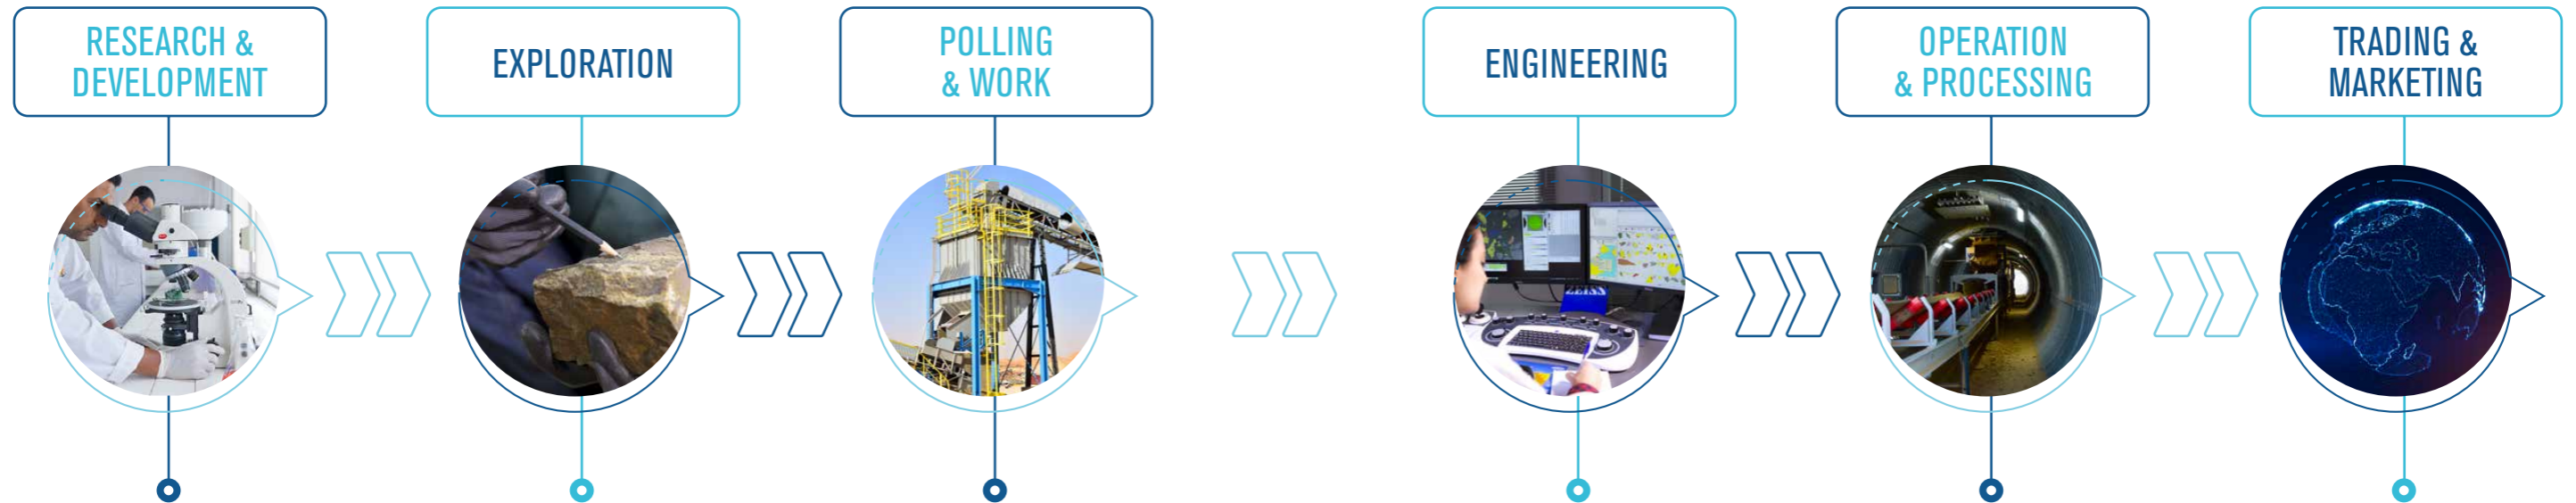 RESEARCH &
DEVELOPMENT
EXPLORATION
POLLING
& WORK
ENGINEERING
OPERATION
& PROCESSING
TRADING &
MARKETING